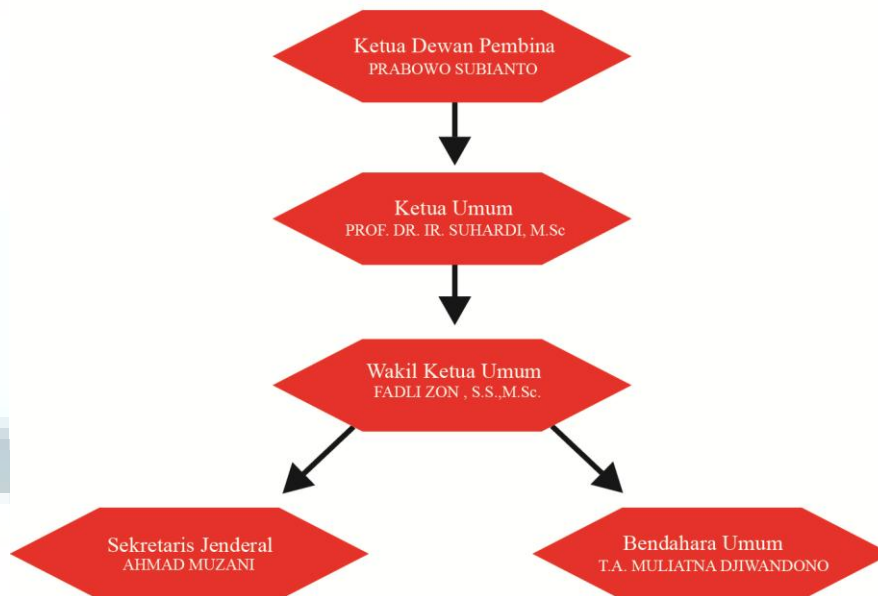 Ketua Dewan Pembina
PRABOWO SUBIANTO
Ketua Umum
PROF. DR. IR. SUHARDI, M.Sc
Wakil Ketua Umum
FADLI ZON , S.S.,M.Sc.
Sekretaris Jenderal
AHMAD MUZANI
Bendahara Umum
T.A. MULIATNA DJIWANDONO